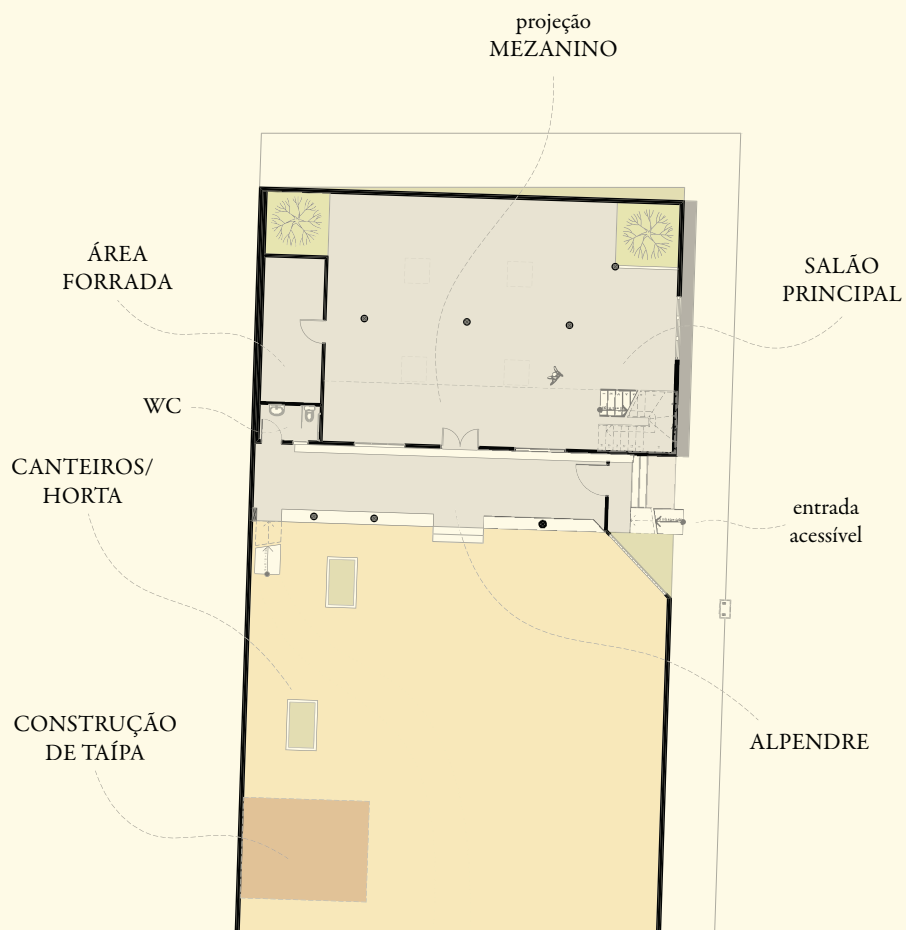 projeção
MEZANINO
ÁREA
FORRADA
SALÃO
PRINCIPAL
WC
CANTEIROS/
HORTA
entrada
acessível
CONSTRUÇÃO
DE TAÍPA
ALPENDRE